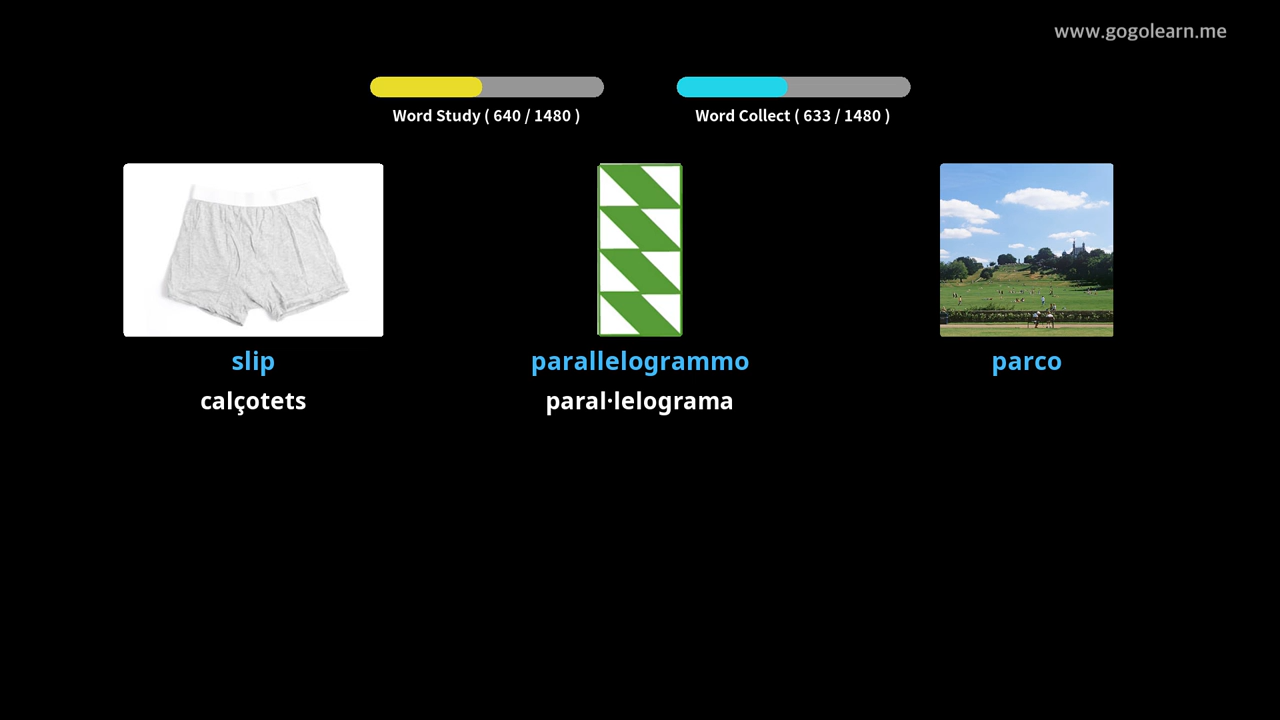 www.gogolearn.me
Word Study ( 640 / 1480 )
Word Collect ( 633 / 1480 )
slip
parallelogrammo
parco
calçotets
paral·lelograma